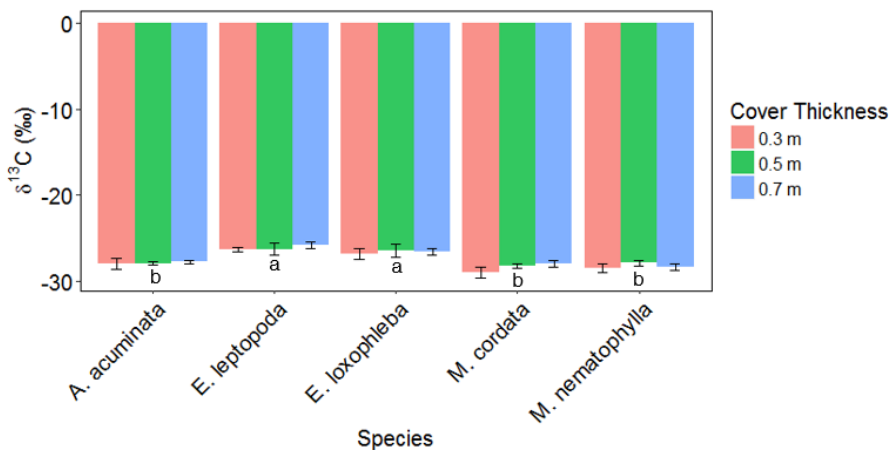 0
-10
-20
-30
δ¹³C (‰)
b
a
a
b
b
A. acuminata
E. leptopoda
E. loxophleba
M. cordata
M. nematophylla
Species
Cover Thickness
0.3 m
0.5 m
0.7 m